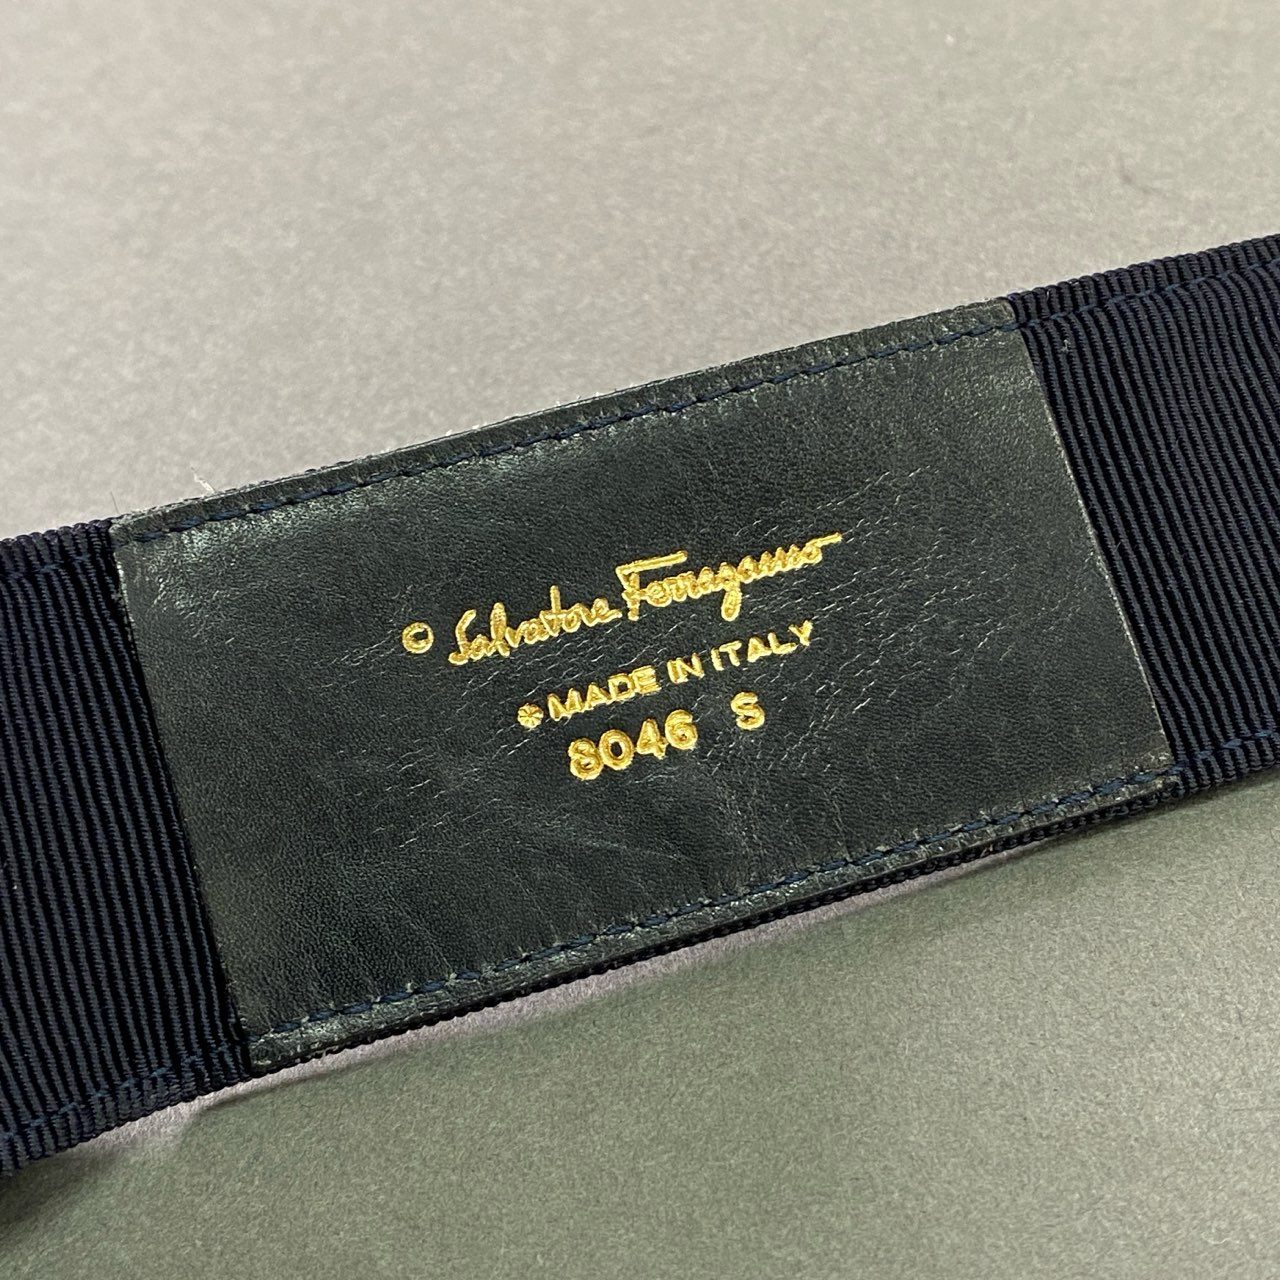 © Salvatore Ferragamo
*MADE IN ITALY
8046 S